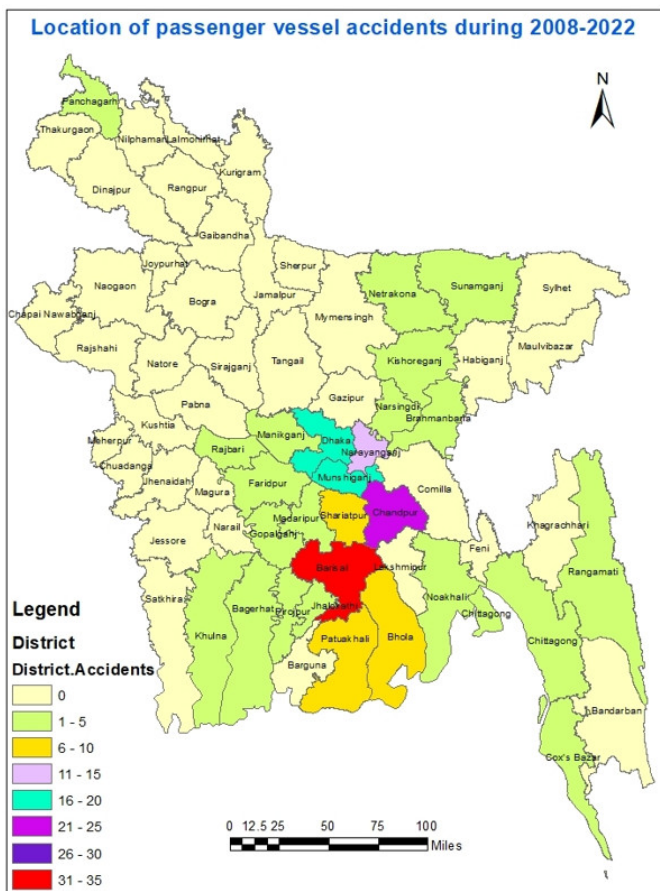 Location of passenger vessel accidents during 2008-2022
N
Panchagarh
Thakurgaon
Nilphamari
Lalmonirhat
Kurigram
Dinajpur
Rangpur
Gaibandha
Joypurhat
Sherpur
Netrakona
Sunamganj
Sylhet
Naogaon
Bogra
Jamalpur
Mymensingh
Chapai Nawabganj
Kishoreganj
Habiganj
Maulvibazar
Rajshahi
Natore
Sirajganj
Tangail
Gazipur
Pabna
Narsingdi
Brahmanbaria
Kushtia
Manikganj
Dhaka
Narayanganj
Meherpur
Rajbari
Chuadanga
Munshiganj
Jhenaidah
Faridpur
Comilla
Magura
Chandpur
Khagrachhari
Madaripur
Shariatpur
Narail
Gopalganj
Jessore
Feni
Rangamati
Barisal
Lakshmipur
Satkhira
Noakhali
Chittagong
Bagerhat
Pirojpur
Jhalokathi
Khulna
Patuakhali
Bhola
Chittagong
Barguna
Bandarban
Cox's Bazar
Legend
District
District.Accidents
0
1 - 5
6 - 10
11 - 15
16 - 20
21 - 25
26 - 30
31 - 35
0 12.5 25 50 75 100
Miles